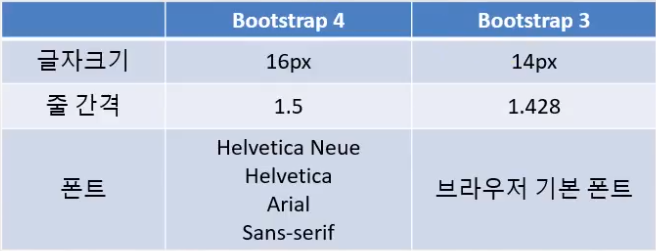 Bootstrap 4 Bootstrap 3
글자크기 16px 14px
줄 간격 1.5 1.428
폰트 Helvetica Neue
Helvetica
Arial
Sans-serif
브라우저 기본 폰트